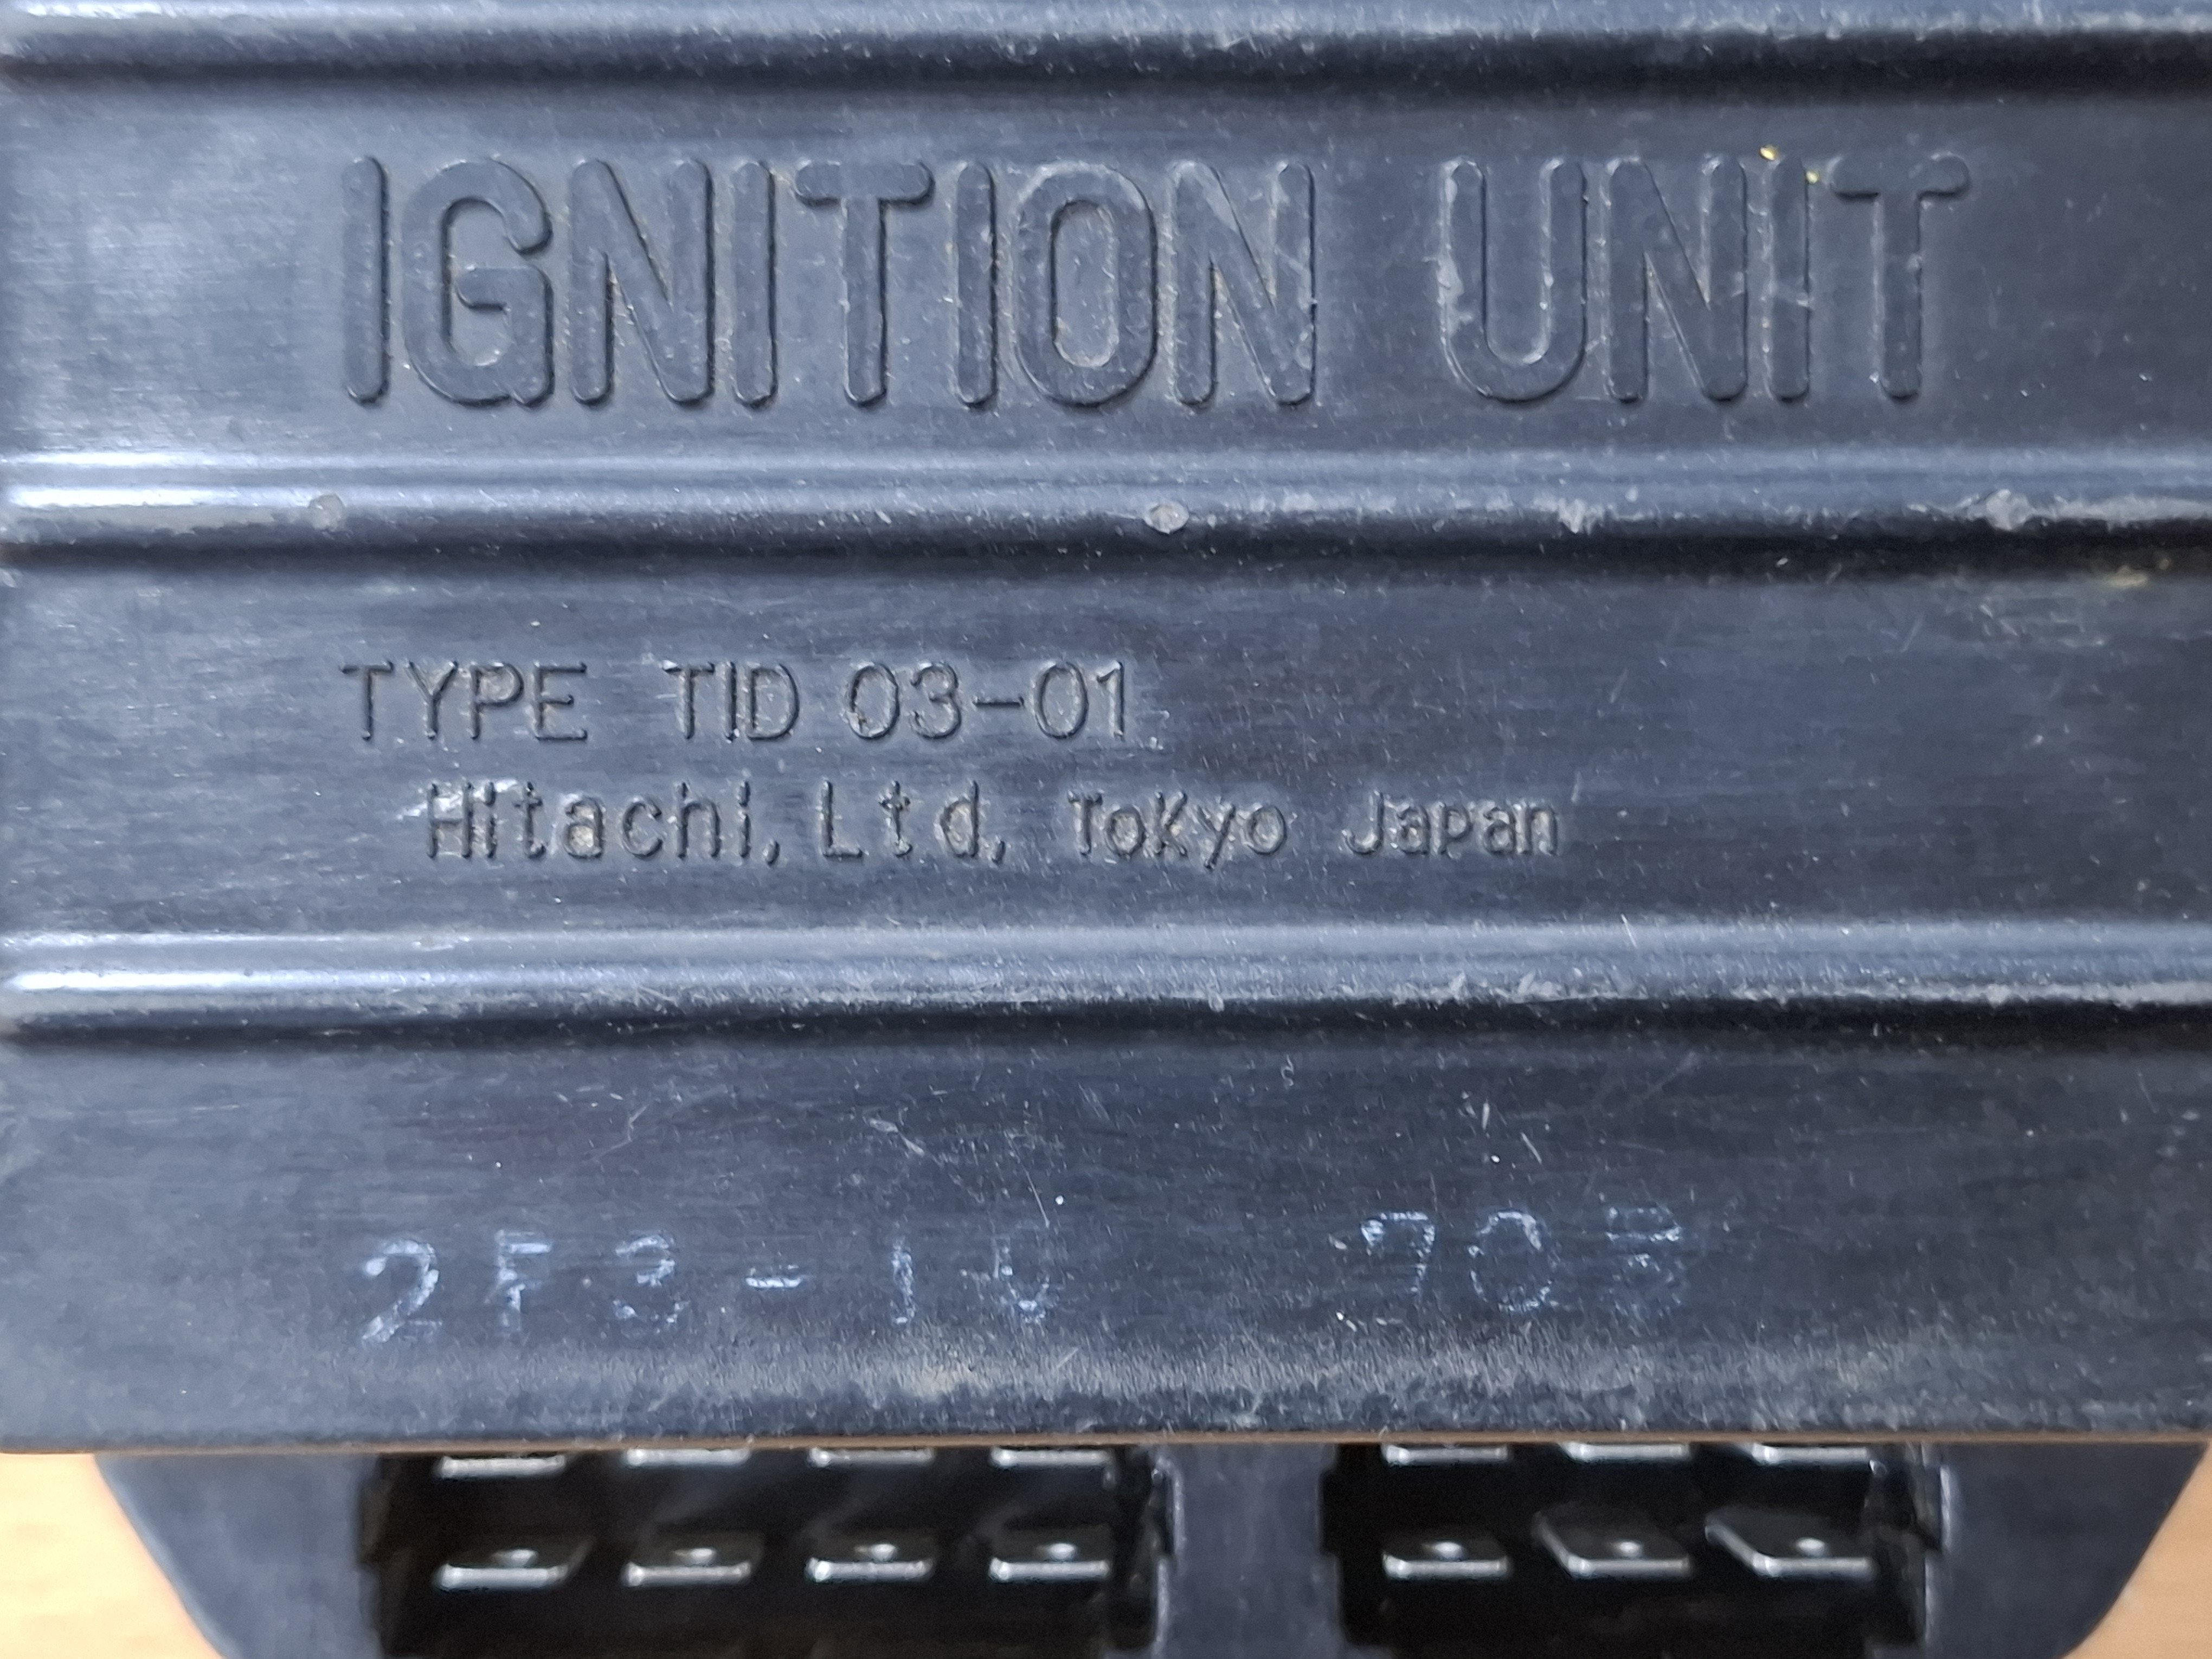 IGNITION UNIT
TYPE TID 03-01
Hitachi, Ltd, Tokyo Japan